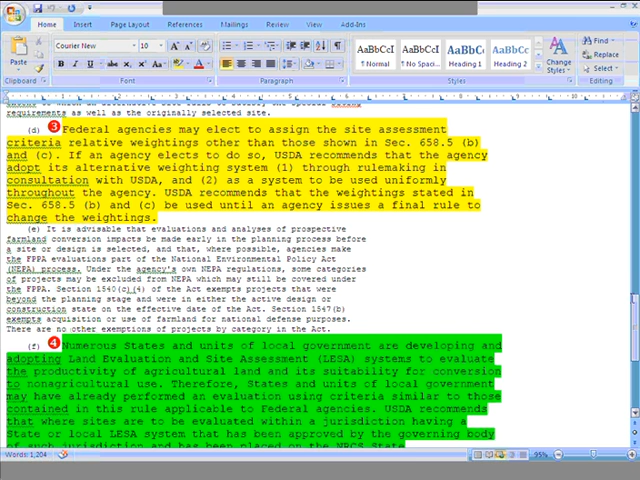 Home Insert Page Layout References Mailings Review View Add-Ins
Courier New 10
AaBbCcI AaBbCcI AaBbC AaBbCc
Find
Replace
Select
Paste
¶ Normal ¶ No Spaci... Heading 1 Heading 2 Change Styles
Clipboard Font Paragraph Styles Editing
requirements as well as the originally selected site.
(d) 3 Federal agencies may elect to assign the site assessment
criteria relative weightings other than those shown in Sec. 658.5 (b)
and (c). If an agency elects to do so, USDA recommends that the agency
adopt its alternative weighting system (1) through rulemaking in
consultation with USDA, and (2) as a system to be used uniformly
throughout the agency. USDA recommends that the weightings stated in
Sec. 658.5 (b) and (c) be used until an agency issues a final rule to
change the weightings.
(e) It is advisable that evaluations and analyses of prospective
farmland conversion impacts be made early in the planning process before
a site or design is selected, and that, where possible, agencies make
the FPPA evaluations part of the National Environmental Policy Act
(NEPA) process. Under the agency's own NEPA regulations, some categories
of projects may be excluded from NEPA which may still be covered under
the FPPA. Section 1540(c)(4) of the Act exempts projects that were
beyond the planning stage and were in either the active design or
construction state on the effective date of the Act. Section 1547(b)
exempts acquisition or use of farmland for national defense purposes.
There are no other exemptions of projects by category in the Act.
(f) 4 Numerous States and units of local government are developing and
adopting Land Evaluation and Site Assessment (LESA) systems to evaluate
the productivity of agricultural land and its suitability for conversion
to nonagricultural use. Therefore, States and units of local government
may have already performed an evaluation using criteria similar to those
contained in this rule applicable to Federal agencies. USDA recommends
that where sites are to be evaluated within a jurisdiction having a
State or local LESA system that has been approved by the governing body
of such jurisdiction and has been placed on the NRCS State
Words: 1,204 95%